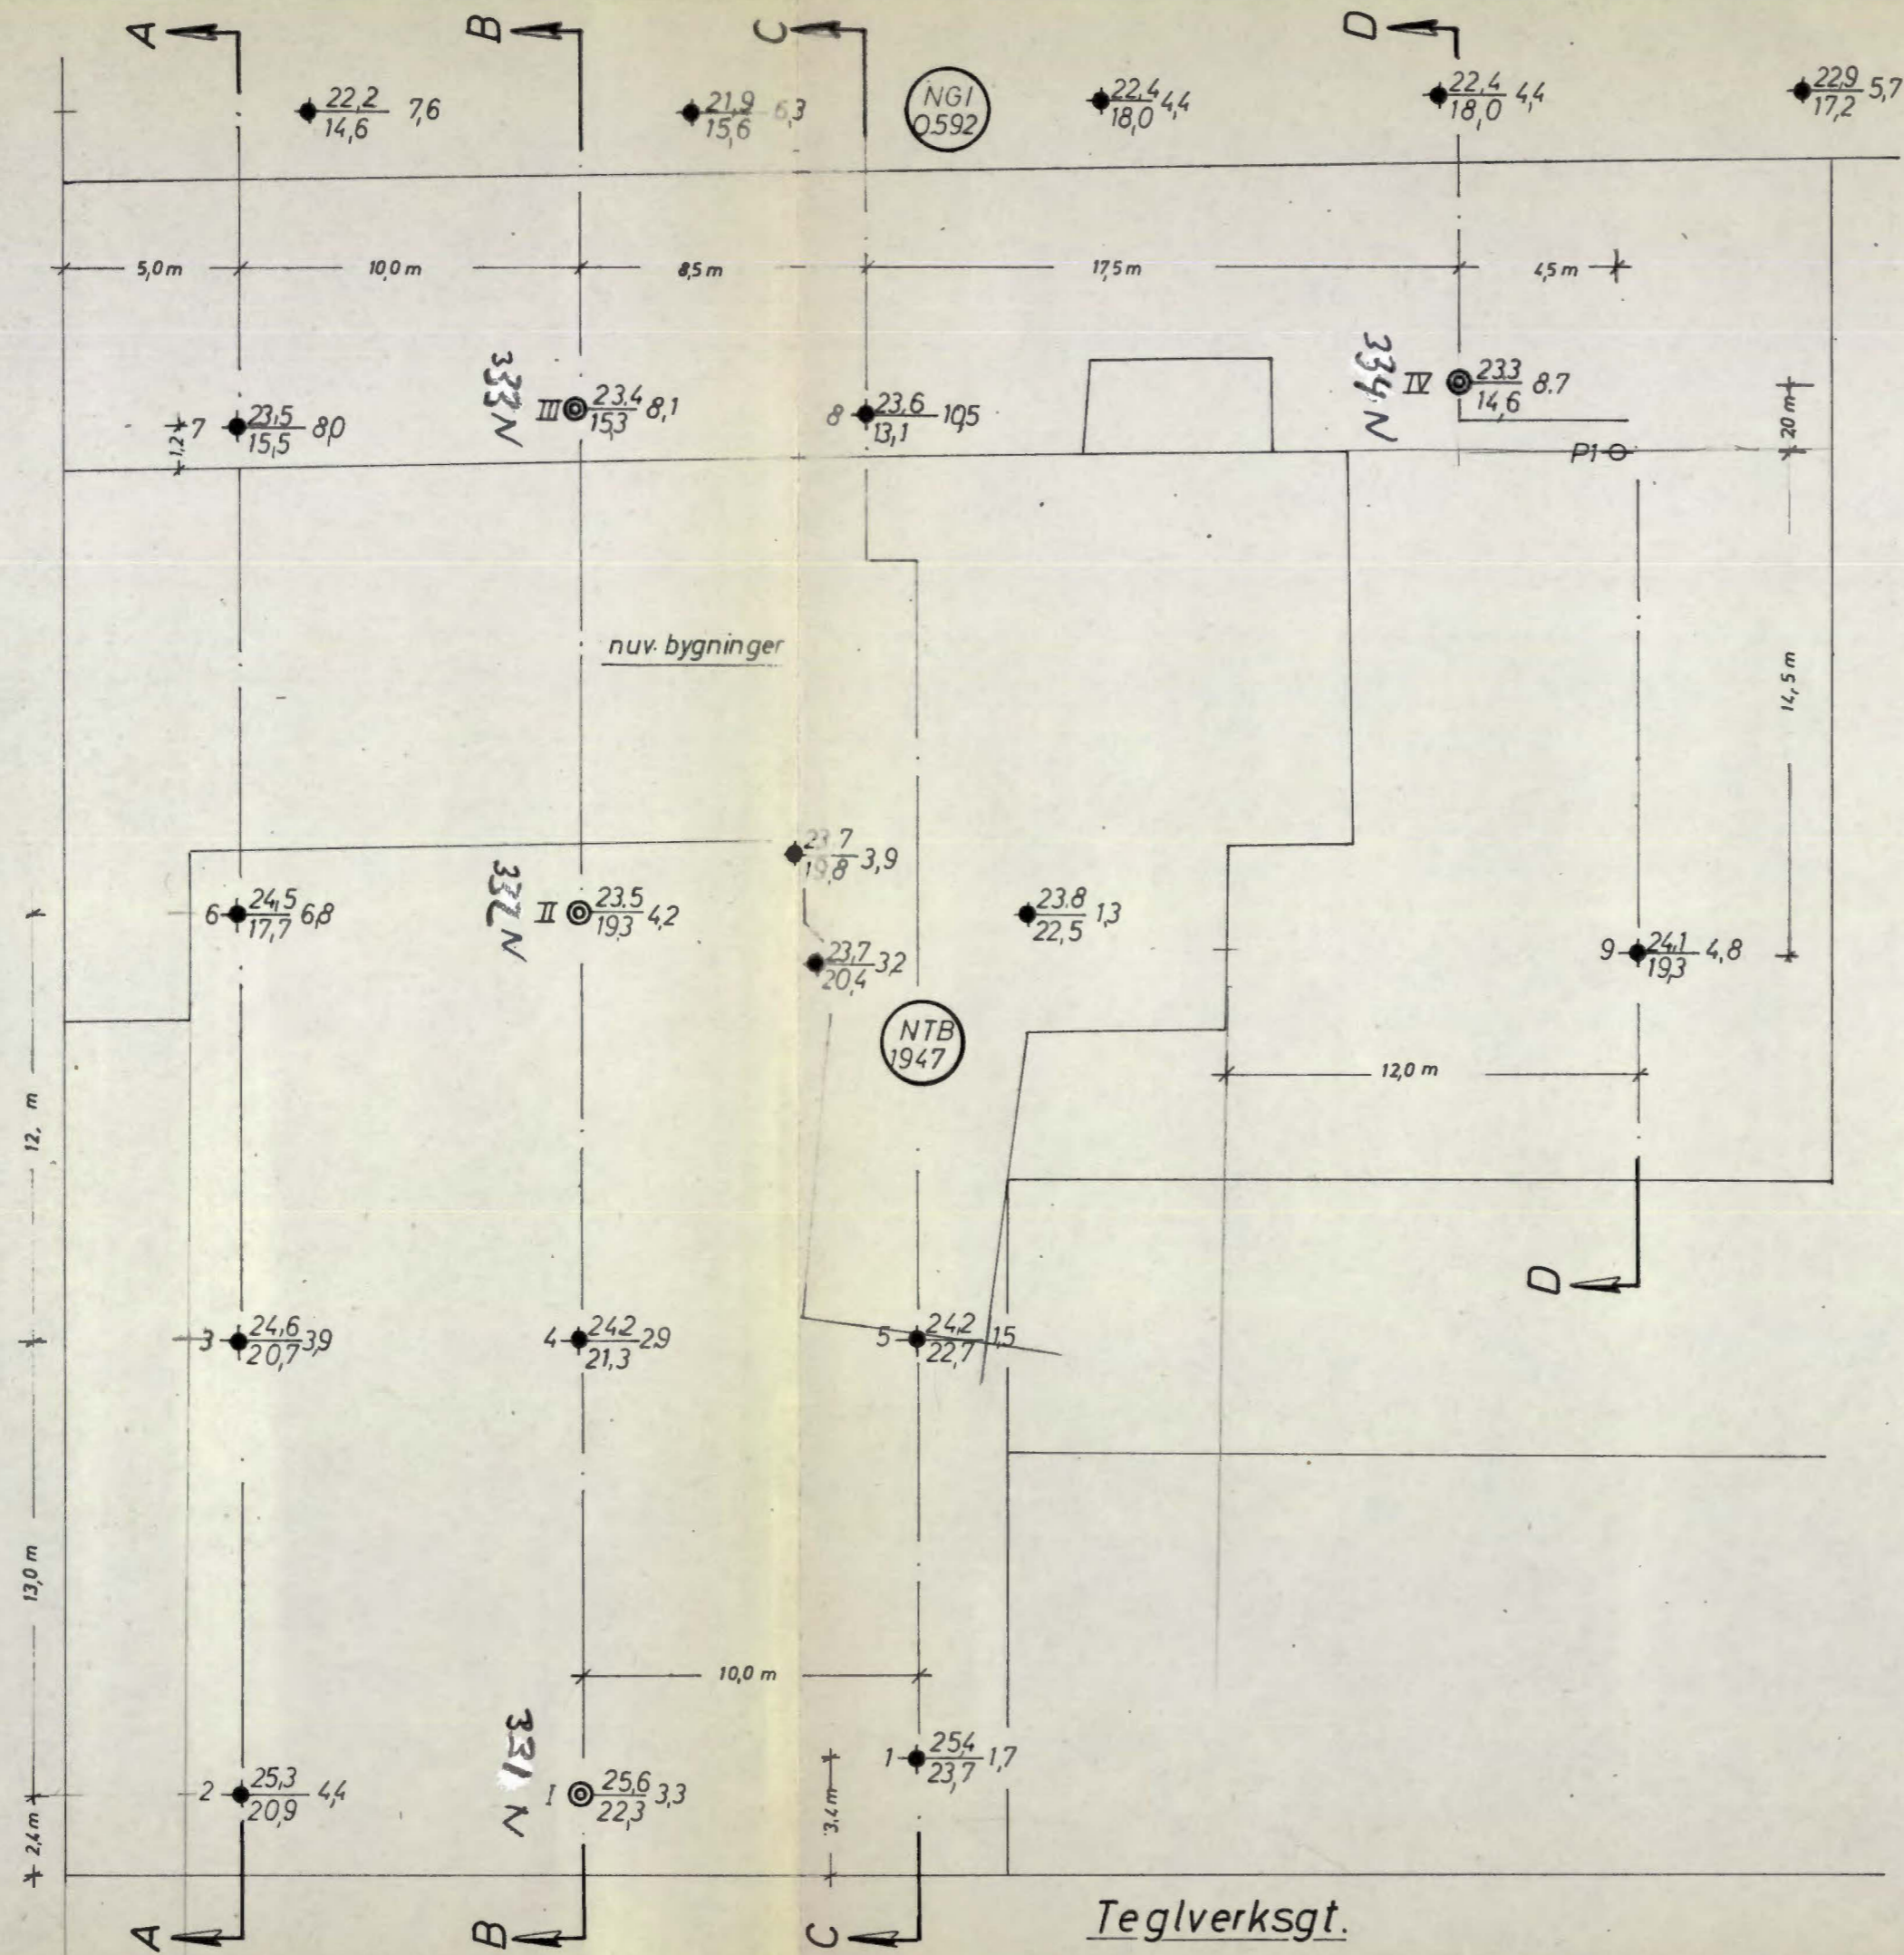 A B C D
22,2 7,6
14,6
21,9 6,3
15,6
NGI
0.592
22,4 4,4
18,0
22,4 4,4
18,0
22,9 5,7
17,2
5,0 m 10,0 m 8,5 m 17,5 m 4,5 m
333 N
334 N
7 23,5 8,0
15,5
1,2
III 23.4 8,1
15,3
8 23.6 10,5
13,1
IV 23.3 8.7
14,6
2,0 m
P1
nuv. bygninger
14,5 m
23,7 3,9
19,8
332 N
6 24,5 6,8
17,7
II 23.5 4,2
19,3
23.8 1,3
22,5
23,7 3,2
20,4
9 24,1 4,8
19,3
NTB
1947
12,0 m
12, m
D
3 24,6 3,9
20,7
4 24,2 2,9
21,3
5 24,2 1,5
22,7
13,0 m
10,0 m
331 N
1 25,4 1,7
23,7
2 25,3 4,4
20,9
I 25,6 3,3
22,3
3,4 m
2,4 m
Teglverksgt.
A B C